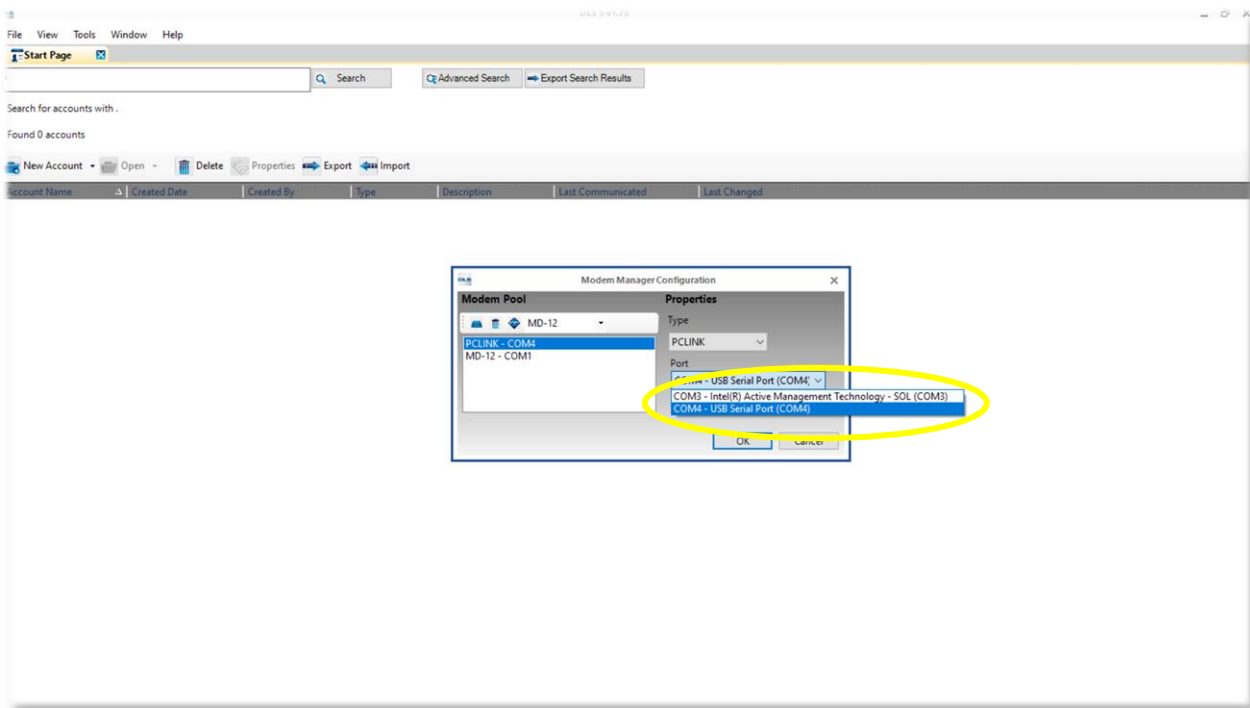 File View Tools Window Help
Start Page
Search Advanced Search Export Search Results
Search for accounts with .
Found 0 accounts
New Account Open Delete Properties Export Import
Account Name Created Date Created By Type Description Last Communicated Last Changed
Modem Manager Configuration
Modem Pool Properties
MD-12 Type
PCLINK - COM4 PCLINK
MD-12 - COM1
Port
COM4 - USB Serial Port (COM4)
COM3 - Intel(R) Active Management Technology - SOL (COM3)
COM4 - USB Serial Port (COM4)
OK Cancel